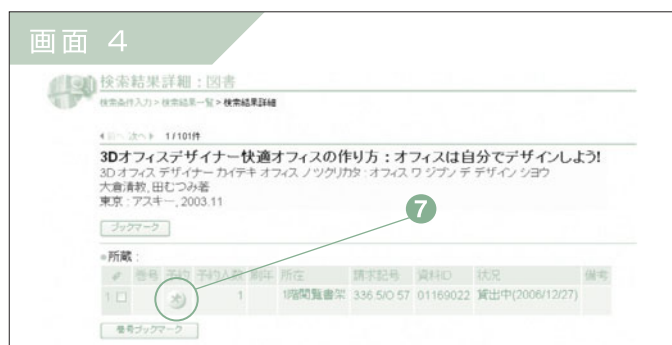 画面 4
検索結果詳細：図書
検索条件入力 > 検索結果一覧 > 検索結果詳細
前へ 次へ 1 / 101件
3Dオフィスデザイナー快適オフィスの作り方：オフィスは自分でデザインしよう!
3D オフィス デザイナー カイテキ オフィス ノ ツクリカタ：オフィス ワ ジブン デ デザイン シヨウ
大倉清教, 田むつみ著
東京：アスキー, 2003.11
7
ブックマーク
所蔵：
巻号 予約 予約人数 刷年 所在 請求記号 資料ID 状況 備考
1 1 1階閲覧書架 336.5/O 57 01169022 貸出中(2006/12/27)
巻号ブックマーク